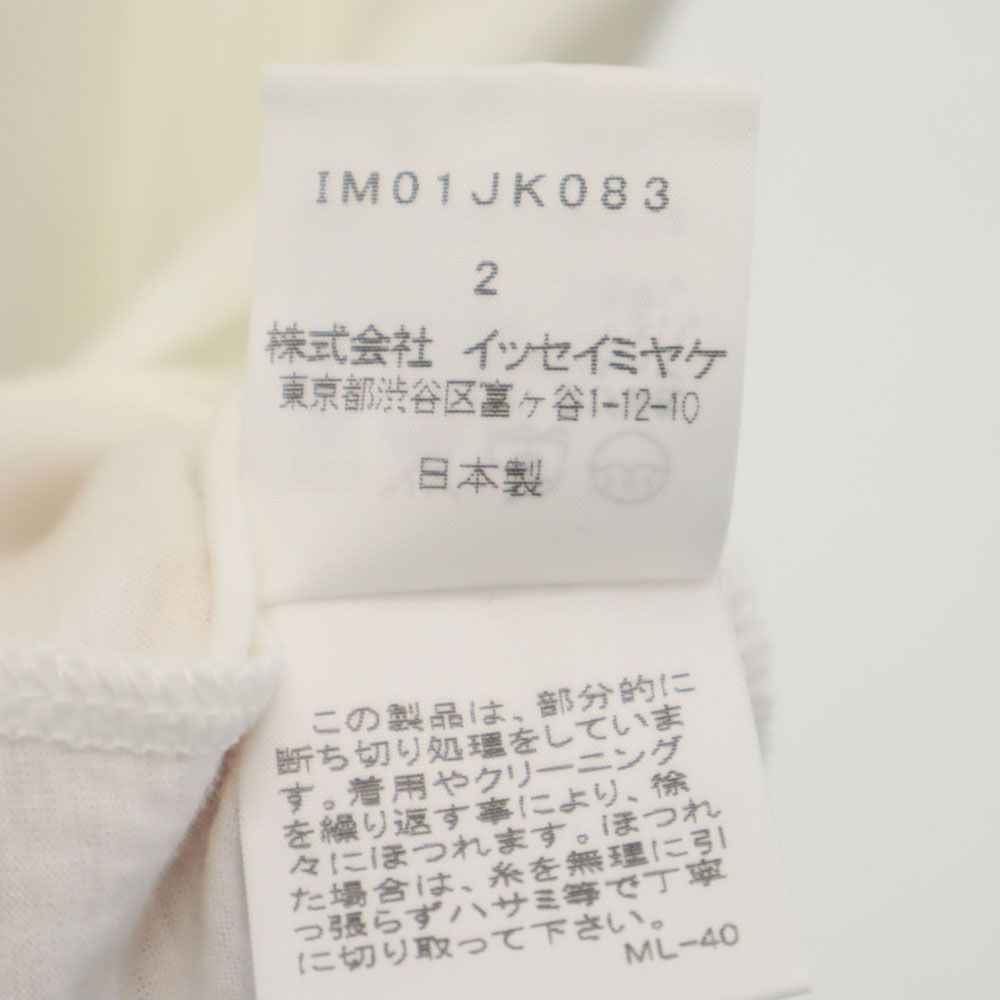 IM01JK083
2
株式会社 イッセイミヤケ
東京都渋谷区富ヶ谷1-12-10
日本製
この製品は、部分的に
断ち切り処理をしていま
す。着用やクリーニング
を繰り返す事により、徐
々にほつれます。ほつれ
た場合は、糸を無理に引
っ張らずハサミ等で丁寧
に切り取って下さい。
ML-40